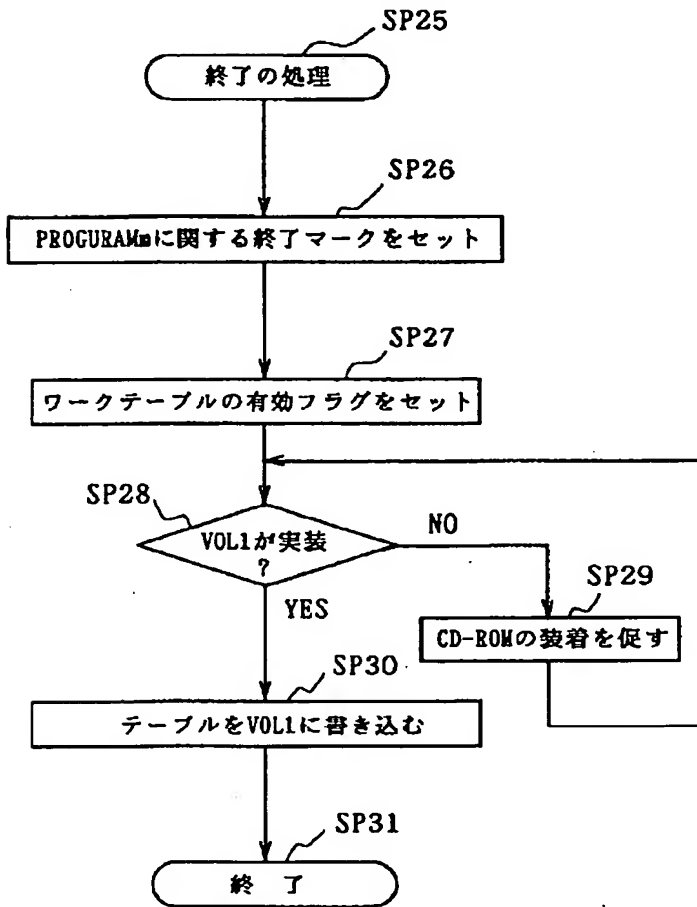 SP25
終了の処理
SP26
PROGURAMmに関する終了マークをセット
SP27
ワークテーブルの有効フラグをセット
SP28
VOL1が実装
?
NO
YES
SP29
CD-ROMの装着を促す
SP30
テーブルをVOL1に書き込む
SP31
終 了